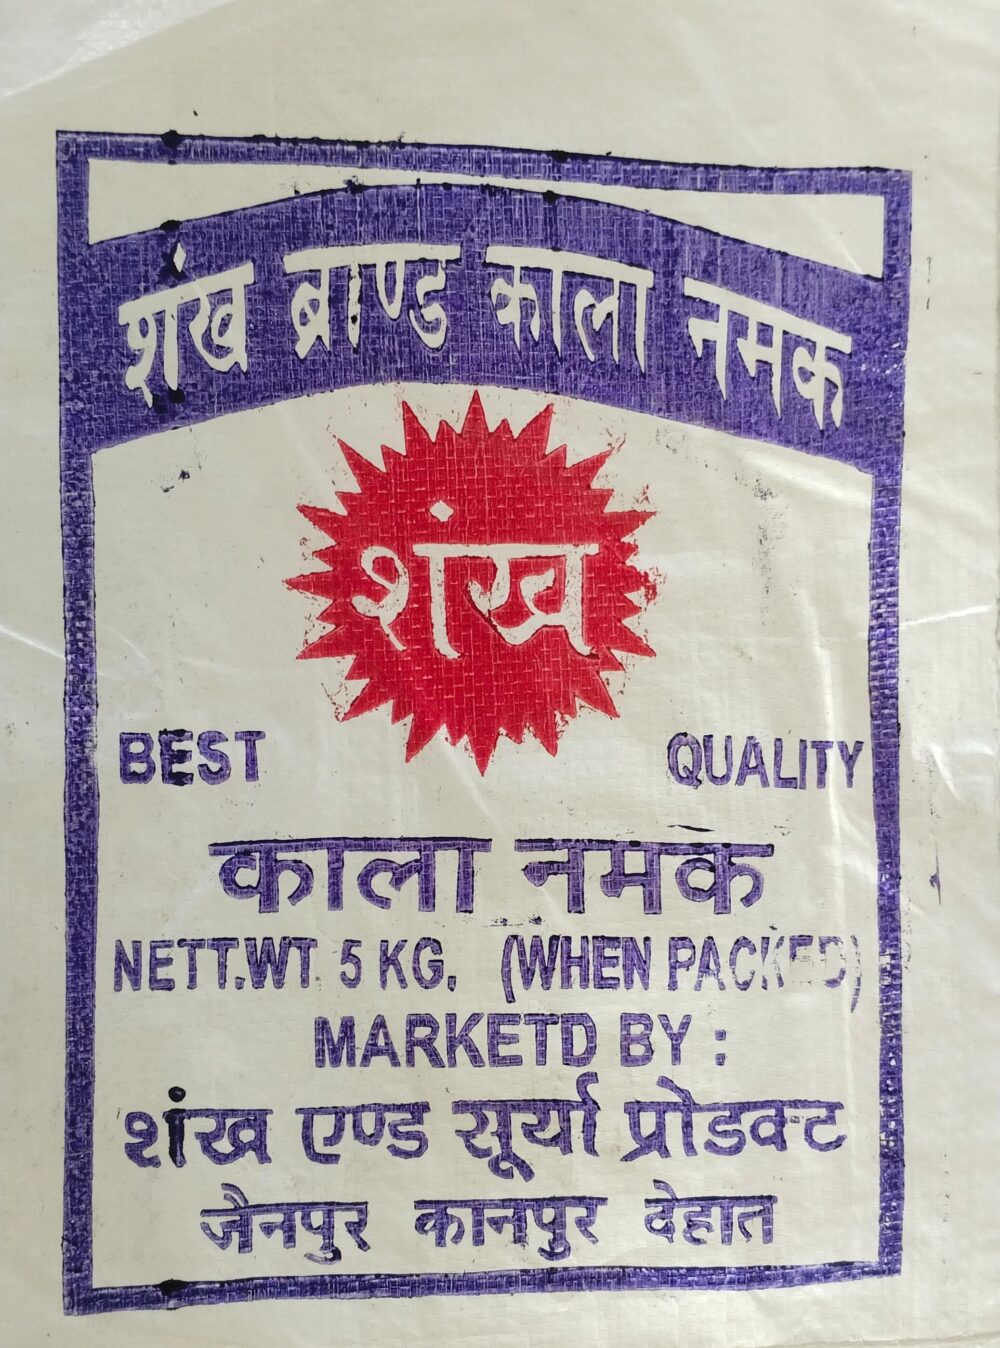 शंख ब्राण्ड काला नमक
शंख
BEST QUALITY
काला नमक
NETT.WT 5 KG. (WHEN PACKED)
MARKETD BY :
शंख एण्ड सूर्या प्रोडक्ट
जैनपुर कानपुर देहात